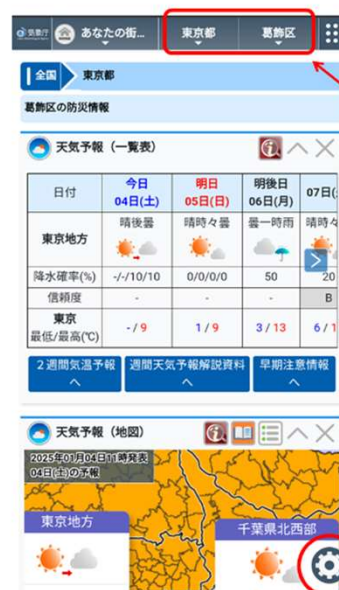 気象庁 あなたの街... 東京都 葛飾区
全国 東京都
葛飾区の防災情報
天気予報（一覧表）
日付 今日 04日(土) 明日 05日(日) 明後日 06日(月) 07日(
東京地方 晴後曇 晴時々曇 曇一時雨 晴時々
降水確率(%) -/-/10/10 0/0/0/0 50 20
信頼度 - - - B
東京 最低/最高(℃) - / 9 1 / 9 3 / 13 6 / 1
2週間気温予報 週間天気予報解説資料 早期注意情報
天気予報（地図）
2025年01月04日11時発表
04日(土)の予報
東京地方 千葉県北西部